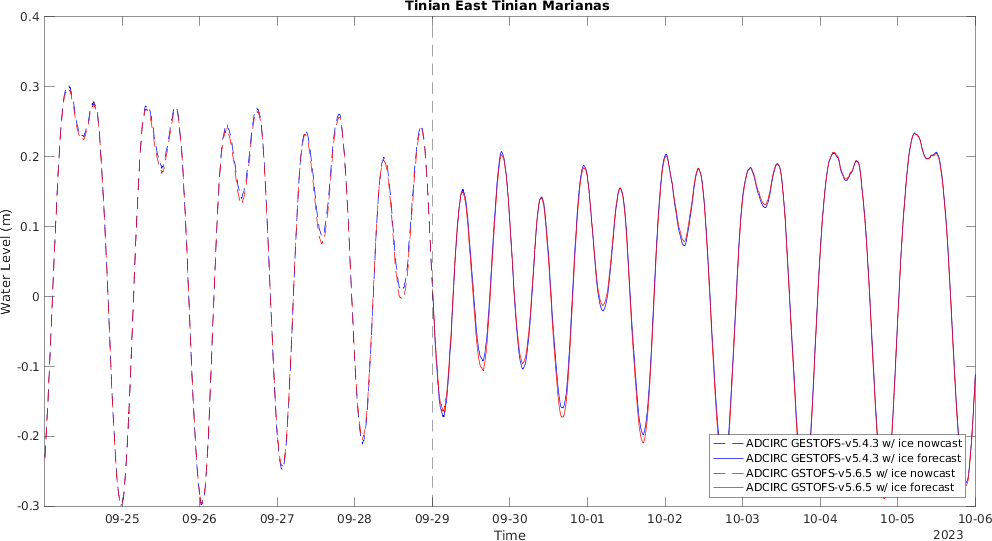 Tinian East Tinian Marianas
0.4
0.3
0.2
0.1
0
-0.1
-0.2
-0.3
Water Level (m)
09-25 09-26 09-27 09-28 09-29 09-30 10-01 10-02 10-03 10-04 10-05 10-06
Time
2023
ADCIRC GESTOFS-v5.4.3 w/ ice nowcast
ADCIRC GESTOFS-v5.4.3 w/ ice forecast
ADCIRC GSTOFS-v5.6.5 w/ ice nowcast
ADCIRC GSTOFS-v5.6.5 w/ ice forecast